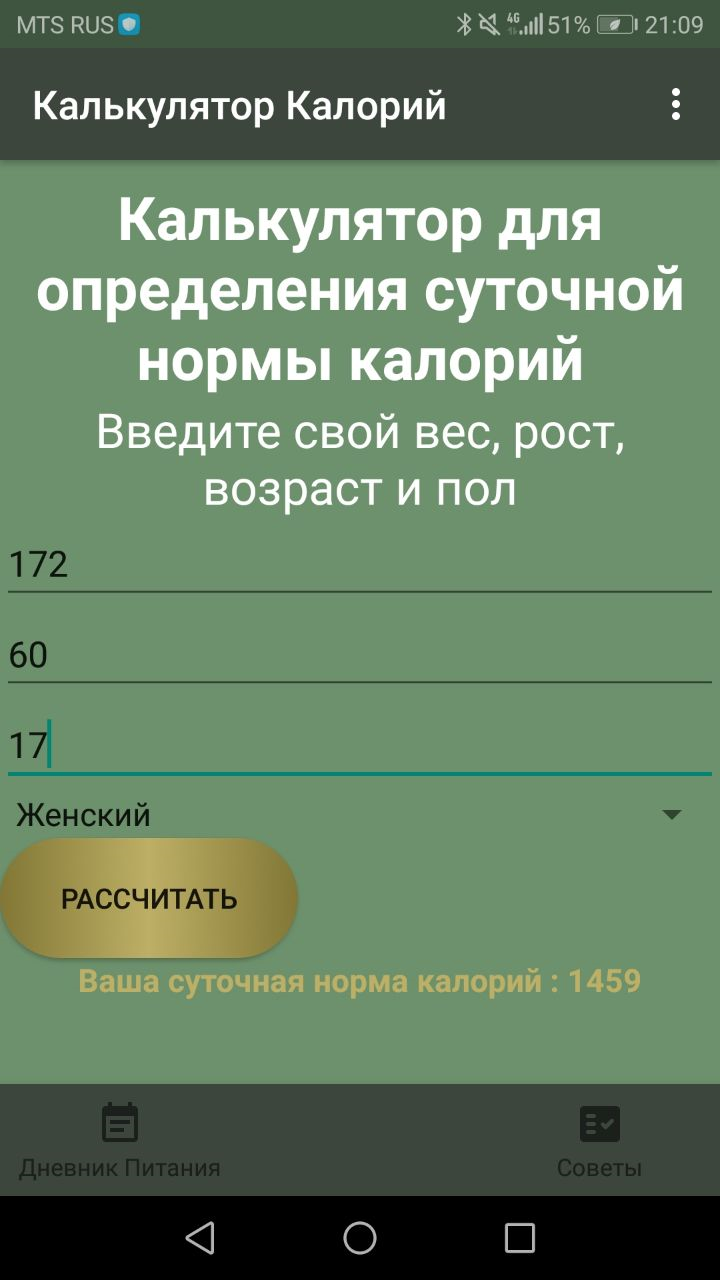 MTS RUS 4G 51% 21:09
Калькулятор Калорий
Калькулятор для
определения суточной
нормы калорий
Введите свой вес, рост,
возраст и пол
172
60
17
Женский
РАССЧИТАТЬ
Ваша суточная норма калорий : 1459
Дневник Питания Советы